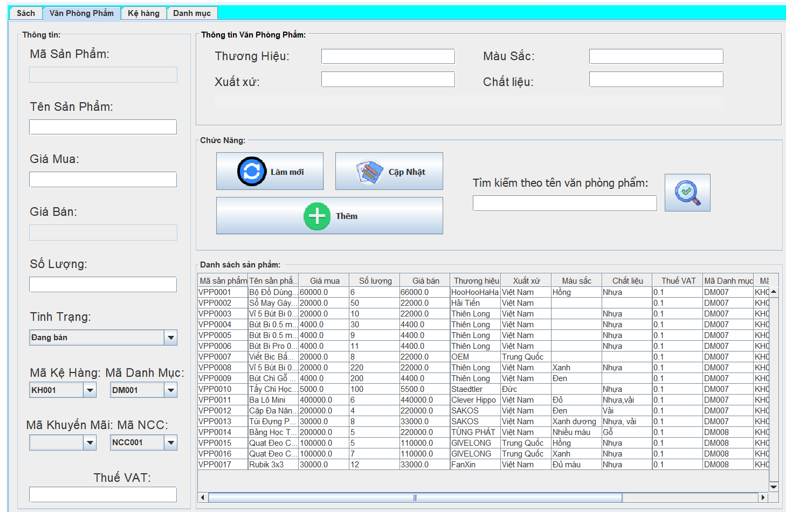 Sách Văn Phòng Phẩm Kệ hàng Danh mục
Thông tin:
Mã Sản Phẩm:
Tên Sản Phẩm:
Giá Mua:
Giá Bán:
Số Lượng:
Tình Trạng:
Đang bán
Mã Kệ Hàng: Mã Danh Mục:
KH001 DM001
Mã Khuyến Mãi: Mã NCC:
NCC001
Thuế VAT:
Thông tin Văn Phòng Phẩm:
Thương Hiệu: Màu Sắc:
Xuất xứ: Chất liệu:
Chức Năng:
Làm mới Cập Nhật
Thêm
Tìm kiếm theo tên văn phòng phẩm:
Danh sách sản phẩm:
Mã sản phẩm Tên sản phẩ... Giá mua Số lượng Giá bán Thương hiệu Xuất xứ Màu sắc Chất liệu Thuế VAT Mã Danh mục Mã
VPP0001 Bộ Đồ Dùng... 60000.0 6 66000.0 HooHooHaHa Việt Nam Hồng Nhựa 0.1 DM007 KH0
VPP0002 Sổ May Gáy... 20000.0 50 22000.0 Hải Tiến Việt Nam 0.1 DM007 KH0
VPP0003 Vỉ 5 Bút Bi 0... 20000.0 10 22000.0 Thiên Long Việt Nam Nhựa 0.1 DM007 KH0
VPP0004 Bút Bi 0.5 m... 4000.0 30 4400.0 Thiên Long Việt Nam Nhựa 0.1 DM007 KH0
VPP0005 Bút Bi 0.5 m... 4000.0 9 4400.0 Thiên Long Việt Nam Nhựa 0.1 DM007 KH0
VPP0006 Bút Bi Pro 0... 4000.0 11 4400.0 Thiên Long Việt Nam Nhựa 0.1 DM007 KH0
VPP0007 Viết Bic Bấ... 20000.0 8 22000.0 OEM Trung Quốc 0.1 DM007 KH0
VPP0008 Vỉ 5 Bút Bi 0... 20000.0 220 22000.0 Thiên Long Việt Nam Xanh Nhựa 0.1 DM007 KH0
VPP0009 Bút Chì Gỗ ... 4000.0 200 4400.0 Thiên Long Việt Nam Đen 0.1 DM007 KH0
VPP0010 Tẩy Chì Học... 5000.0 100 5500.0 Staedtler Đức Nhựa 0.1 DM007 KH0
VPP0011 Ba Lô Mini 400000.0 6 440000.0 Clever Hippo Việt Nam Đỏ Nhựa,vải 0.1 DM007 KH0
VPP0012 Cặp Đa Năn... 200000.0 4 220000.0 SAKOS Việt Nam Đen Vải 0.1 DM007 KH0
VPP0013 Túi Đựng P... 30000.0 8 33000.0 SAKOS Việt Nam Xanh dương Nhựa, vải 0.1 DM007 KH0
VPP0014 Bảng Học T... 200000.0 5 220000.0 TÙNG PHÁT Việt Nam Nhiều màu Gỗ 0.1 DM008 KH0
VPP0015 Quạt Đeo C... 100000.0 5 110000.0 GIVELONG Trung Quốc Hồng Nhựa 0.1 DM008 KH0
VPP0016 Quạt Đeo C... 100000.0 7 110000.0 GIVELONG Trung Quốc Xanh Nhựa 0.1 DM008 KH0
VPP0017 Rubik 3x3 30000.0 12 33000.0 FanXin Việt Nam Đủ màu Nhựa 0.1 DM008 KH0